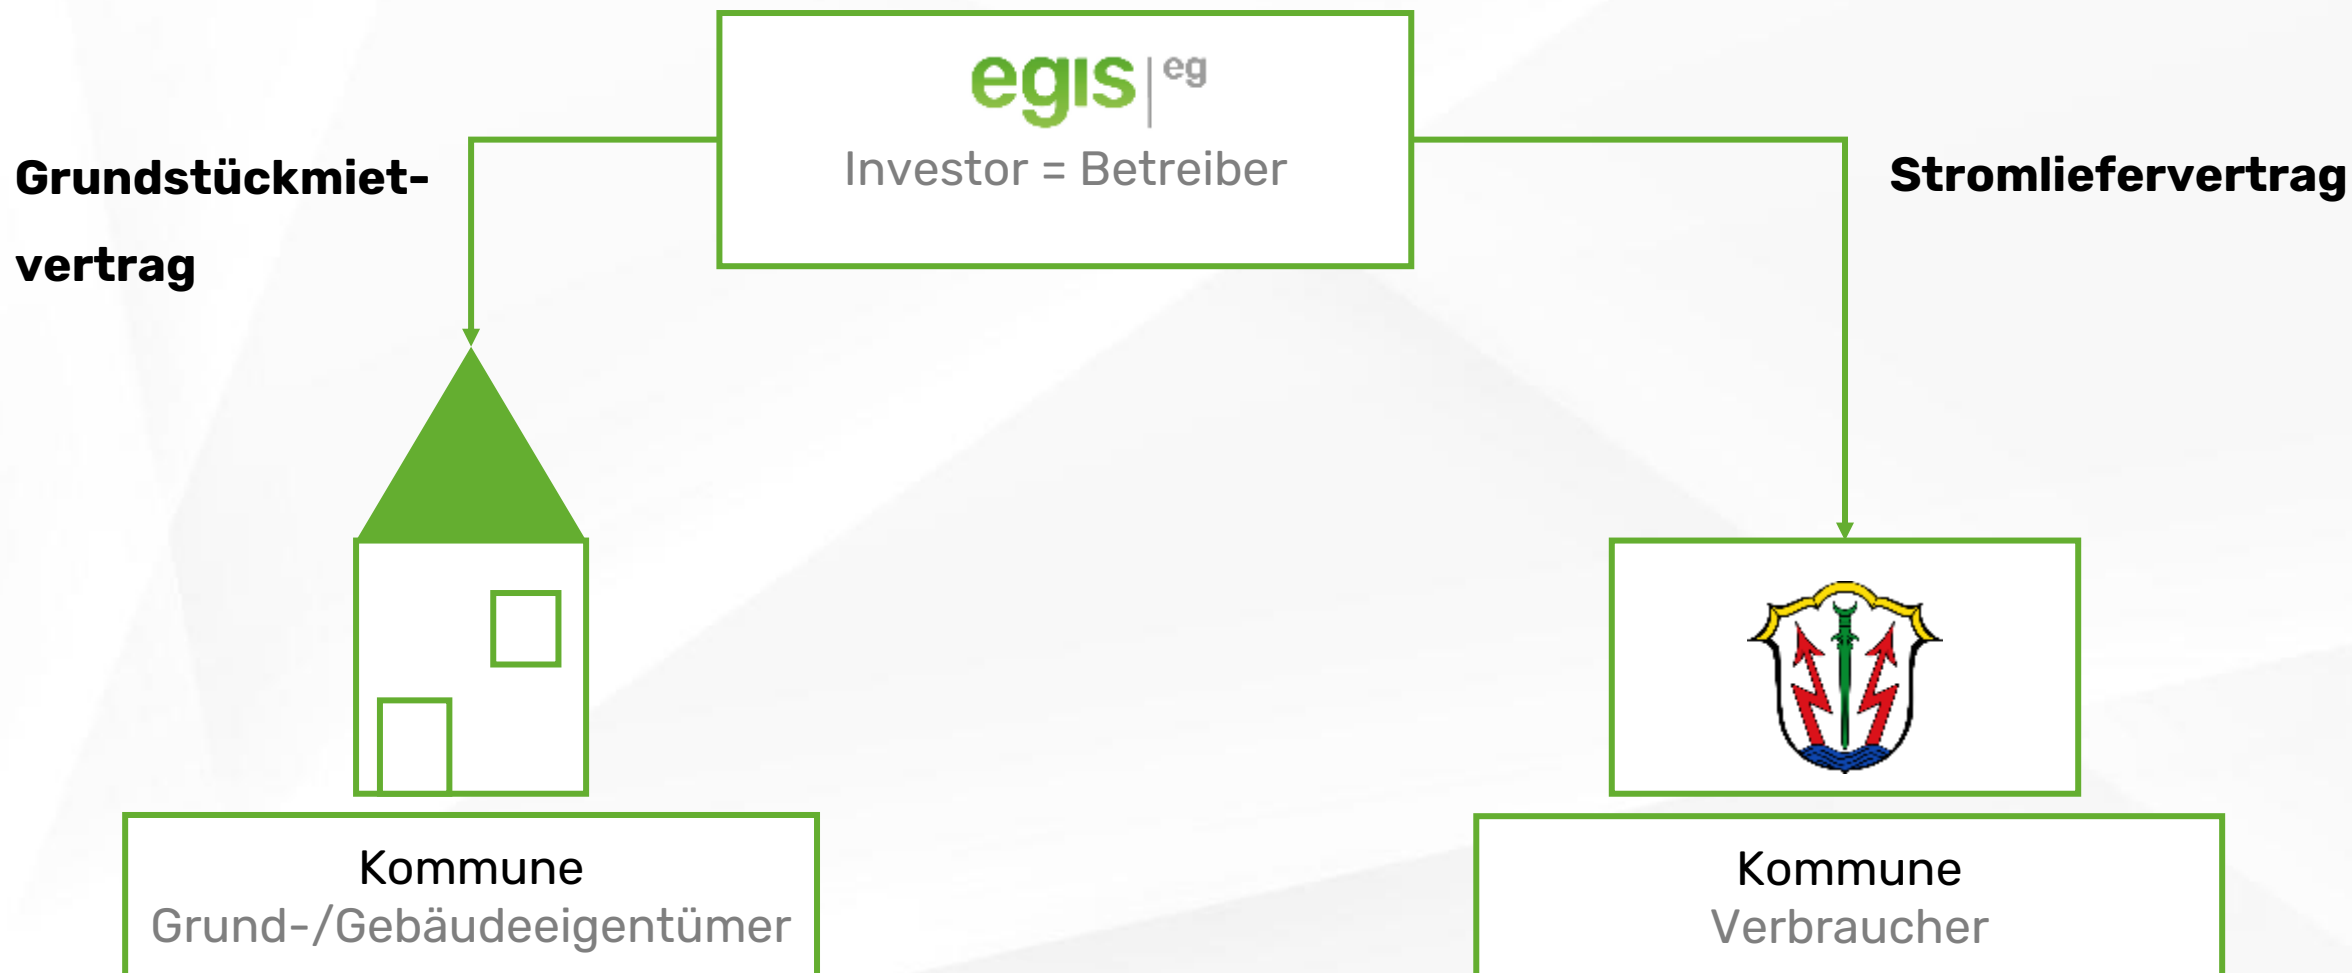 egis | eg
Investor = Betreiber
Grundstückmiet-
vertrag
Stromliefervertrag
Kommune
Grund-/Gebäudeeigentümer
Kommune
Verbraucher